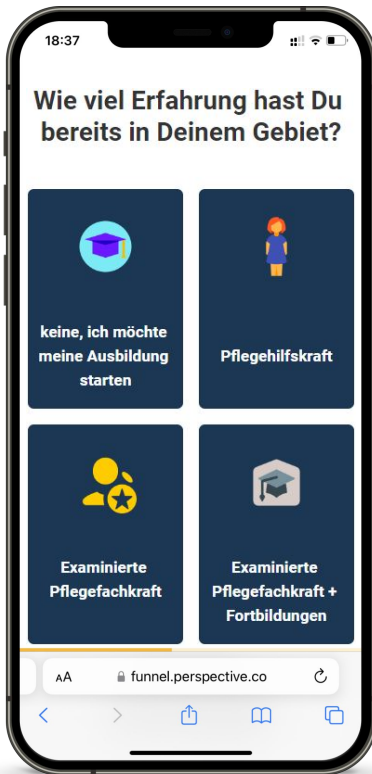 18:37
Wie viel Erfahrung hast Du
bereits in Deinem Gebiet?
keine, ich möchte
meine Ausbildung
starten
Pflegehilfskraft
Examinierte
Pflegefachkraft
Examinierte
Pflegefachkraft +
Fortbildungen
AA
funnel.perspective.co